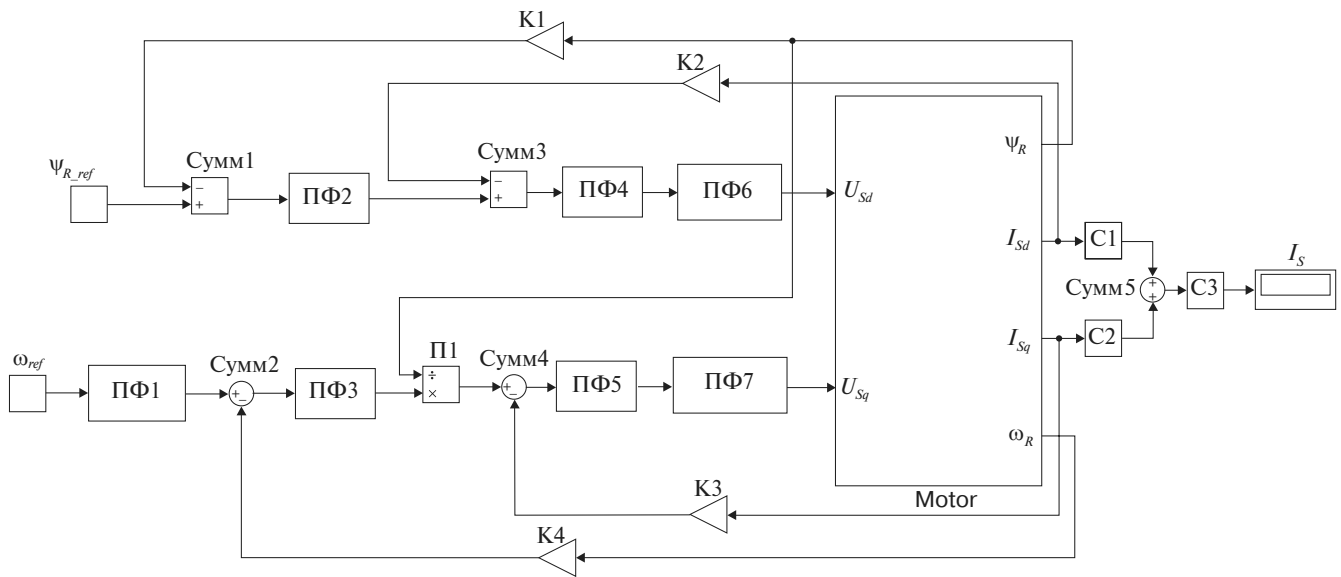 K1
K2
Сумм1
Сумм3
ψR_ref
−
+
ПФ2
−
+
ПФ4
ПФ6
USd
ψR
ISd
C1
IS
Сумм5
+
+
C3
ISq
C2
ωref
ПФ1
Сумм2
+
−
ПФ3
П1
÷
×
Сумм4
+
−
ПФ5
ПФ7
USq
ωR
Motor
K3
K4